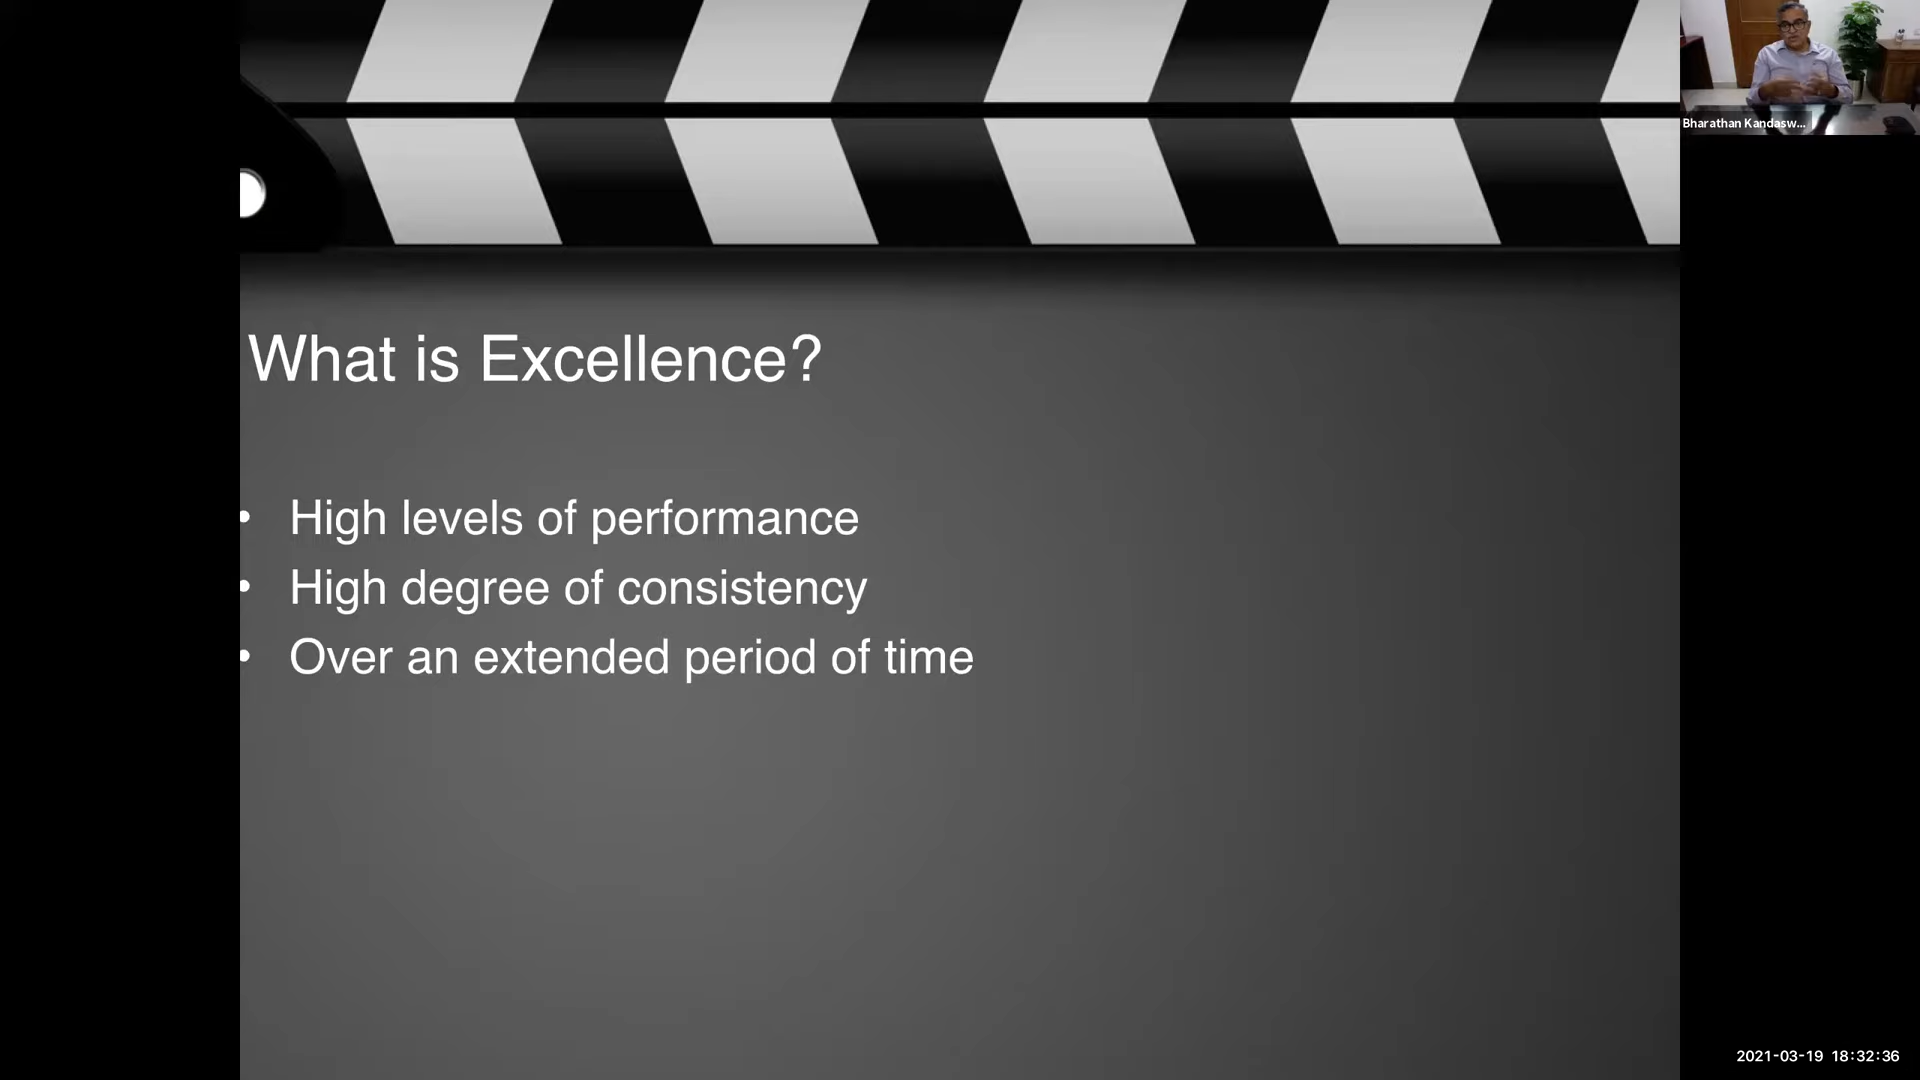 Bharathan Kandasw...
What is Excellence?
• High levels of performance
• High degree of consistency
• Over an extended period of time
2021-03-19 18:32:36